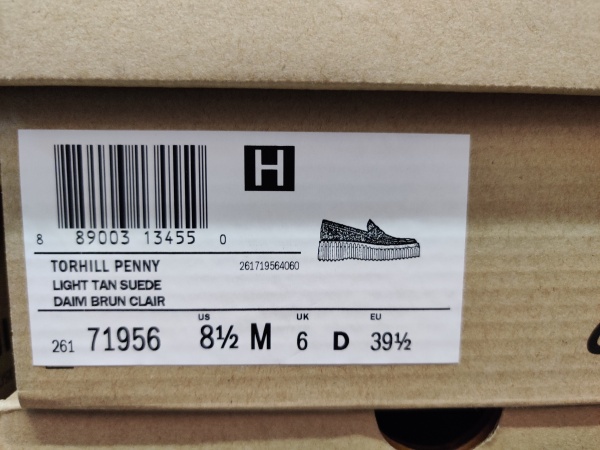 H
8 89003 13455 0
TORHILL PENNY
261719564060
LIGHT TAN SUEDE
DAIM BRUN CLAIR
US UK EU
261 71956 8½ M 6 D 39½